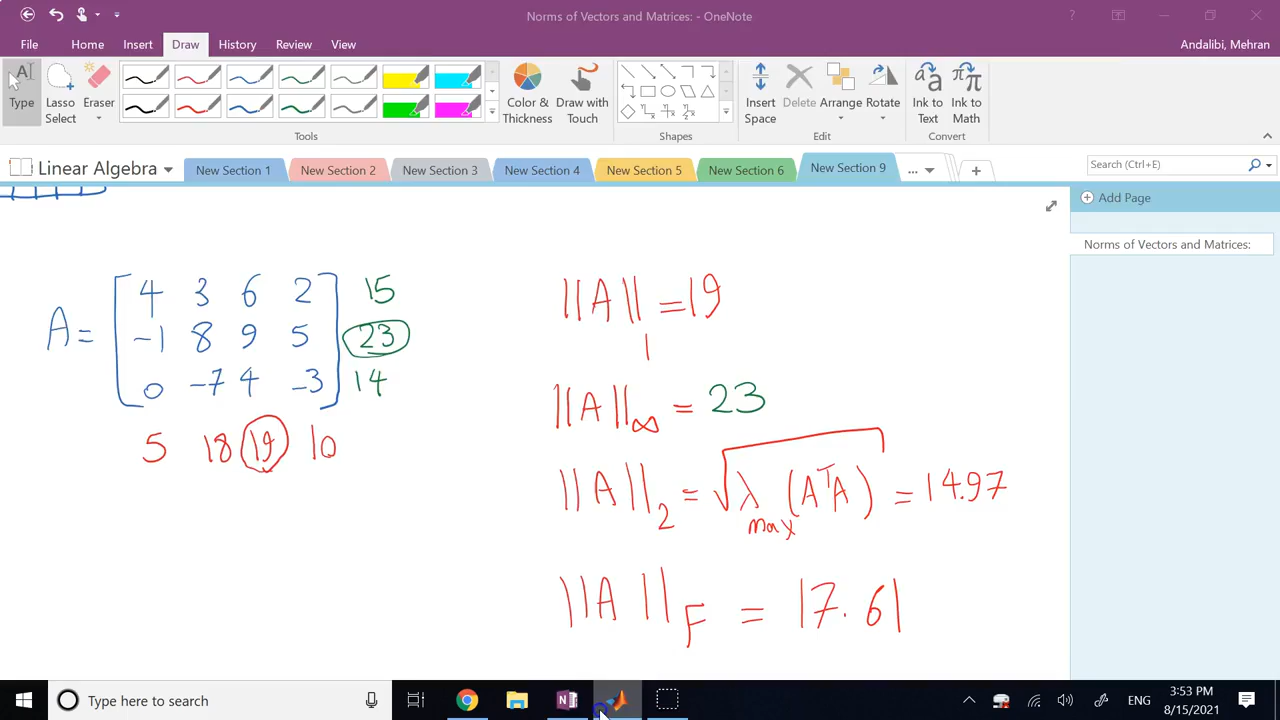 Norms of Vectors and Matrices: - OneNote
File Home Insert Draw History Review View
Andalibi, Mehran
Type
Lasso Select
Eraser
Color & Thickness
Draw with Touch
Insert Space
Delete
Arrange
Rotate
Ink to Text
Ink to Math
Tools
Shapes
Edit
Convert
Linear Algebra
New Section 1
New Section 2
New Section 3
New Section 4
New Section 5
New Section 6
New Section 9
...
Search (Ctrl+E)
Add Page
Norms of Vectors and Matrices:
A = [ 4 3 6 2 ] 15
-1 8 9 5 23
0 -7 4 -3 14
5 18 19 10
||A||₁ = 19
||A||∞ = 23
||A||₂ = √λmax (AᵀA) = 14.97
||A||F = 17.61
Type here to search
ENG
3:53 PM
8/15/2021